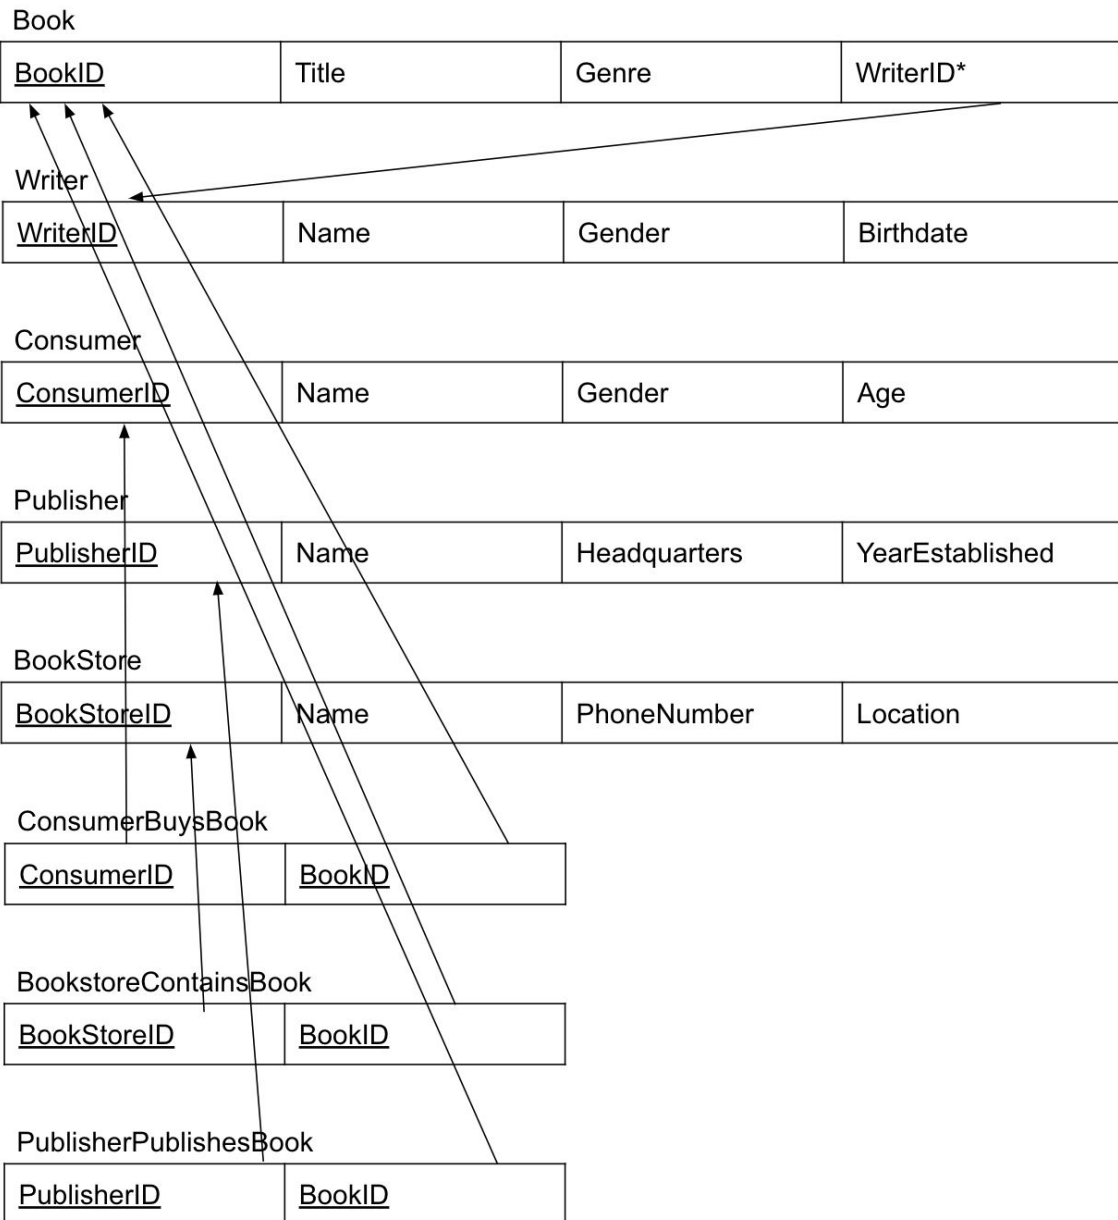 Book
BookID Title Genre WriterID*
Writer
WriterID Name Gender Birthdate
Consumer
ConsumerID Name Gender Age
Publisher
PublisherID Name Headquarters YearEstablished
BookStore
BookStoreID Name PhoneNumber Location
ConsumerBuysBook
ConsumerID BookID
BookstoreContainsBook
BookStoreID BookID
PublisherPublishesBook
PublisherID BookID